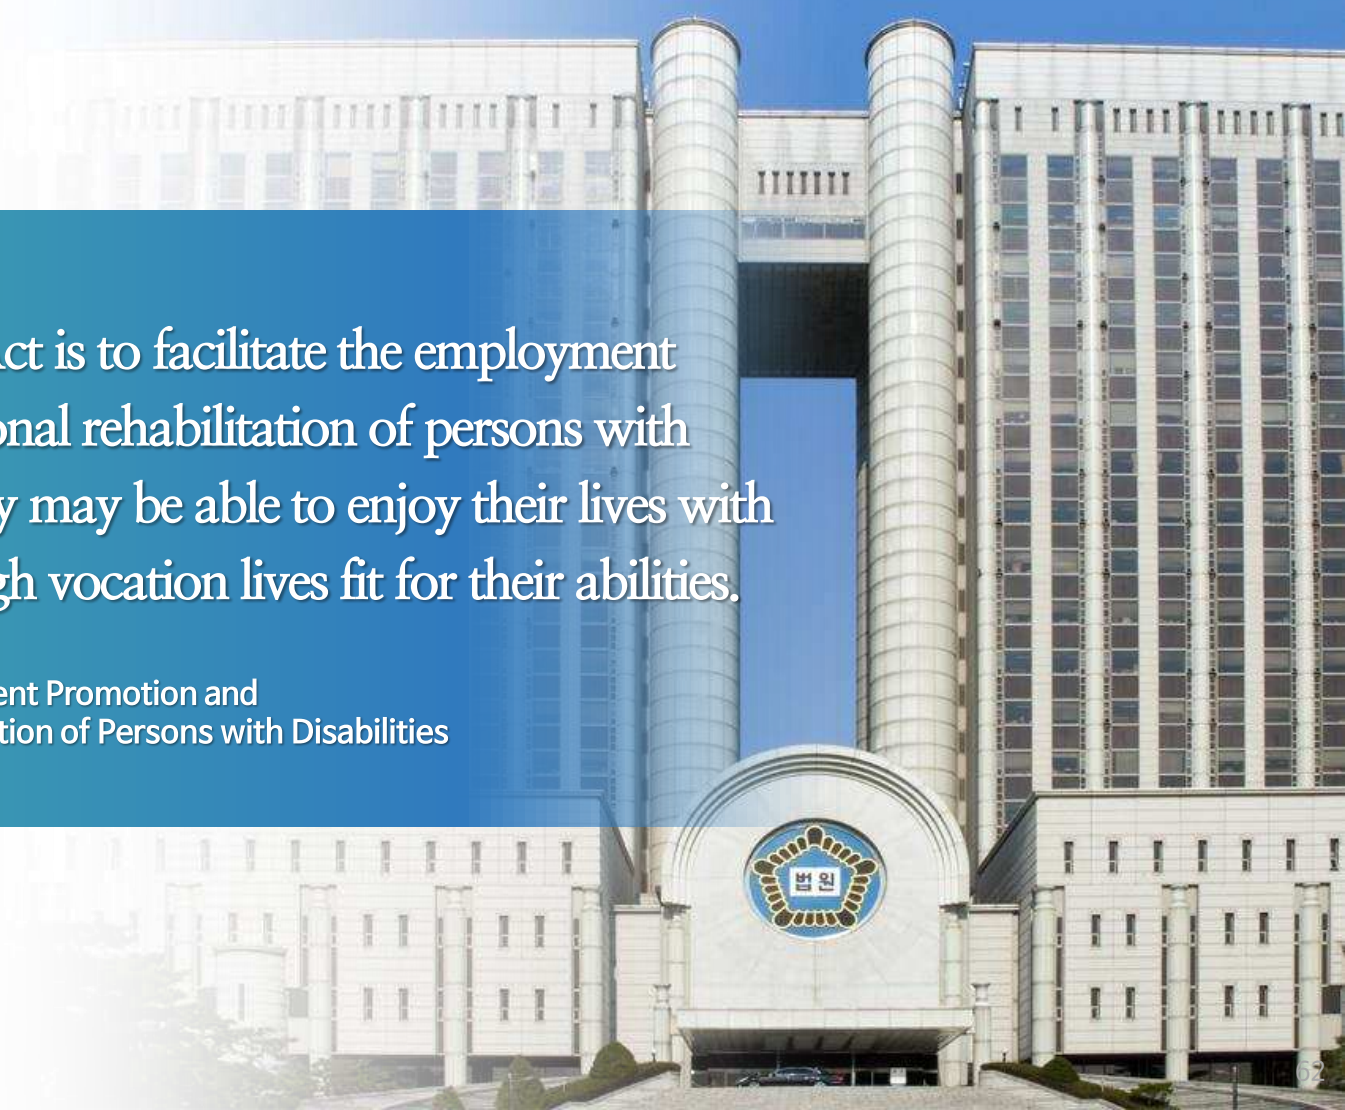 ct is to facilitate the employment
onal rehabilitation of persons with
y may be able to enjoy their lives with
gh vocation lives fit for their abilities.
ent Promotion and
tion of Persons with Disabilities
법원
62